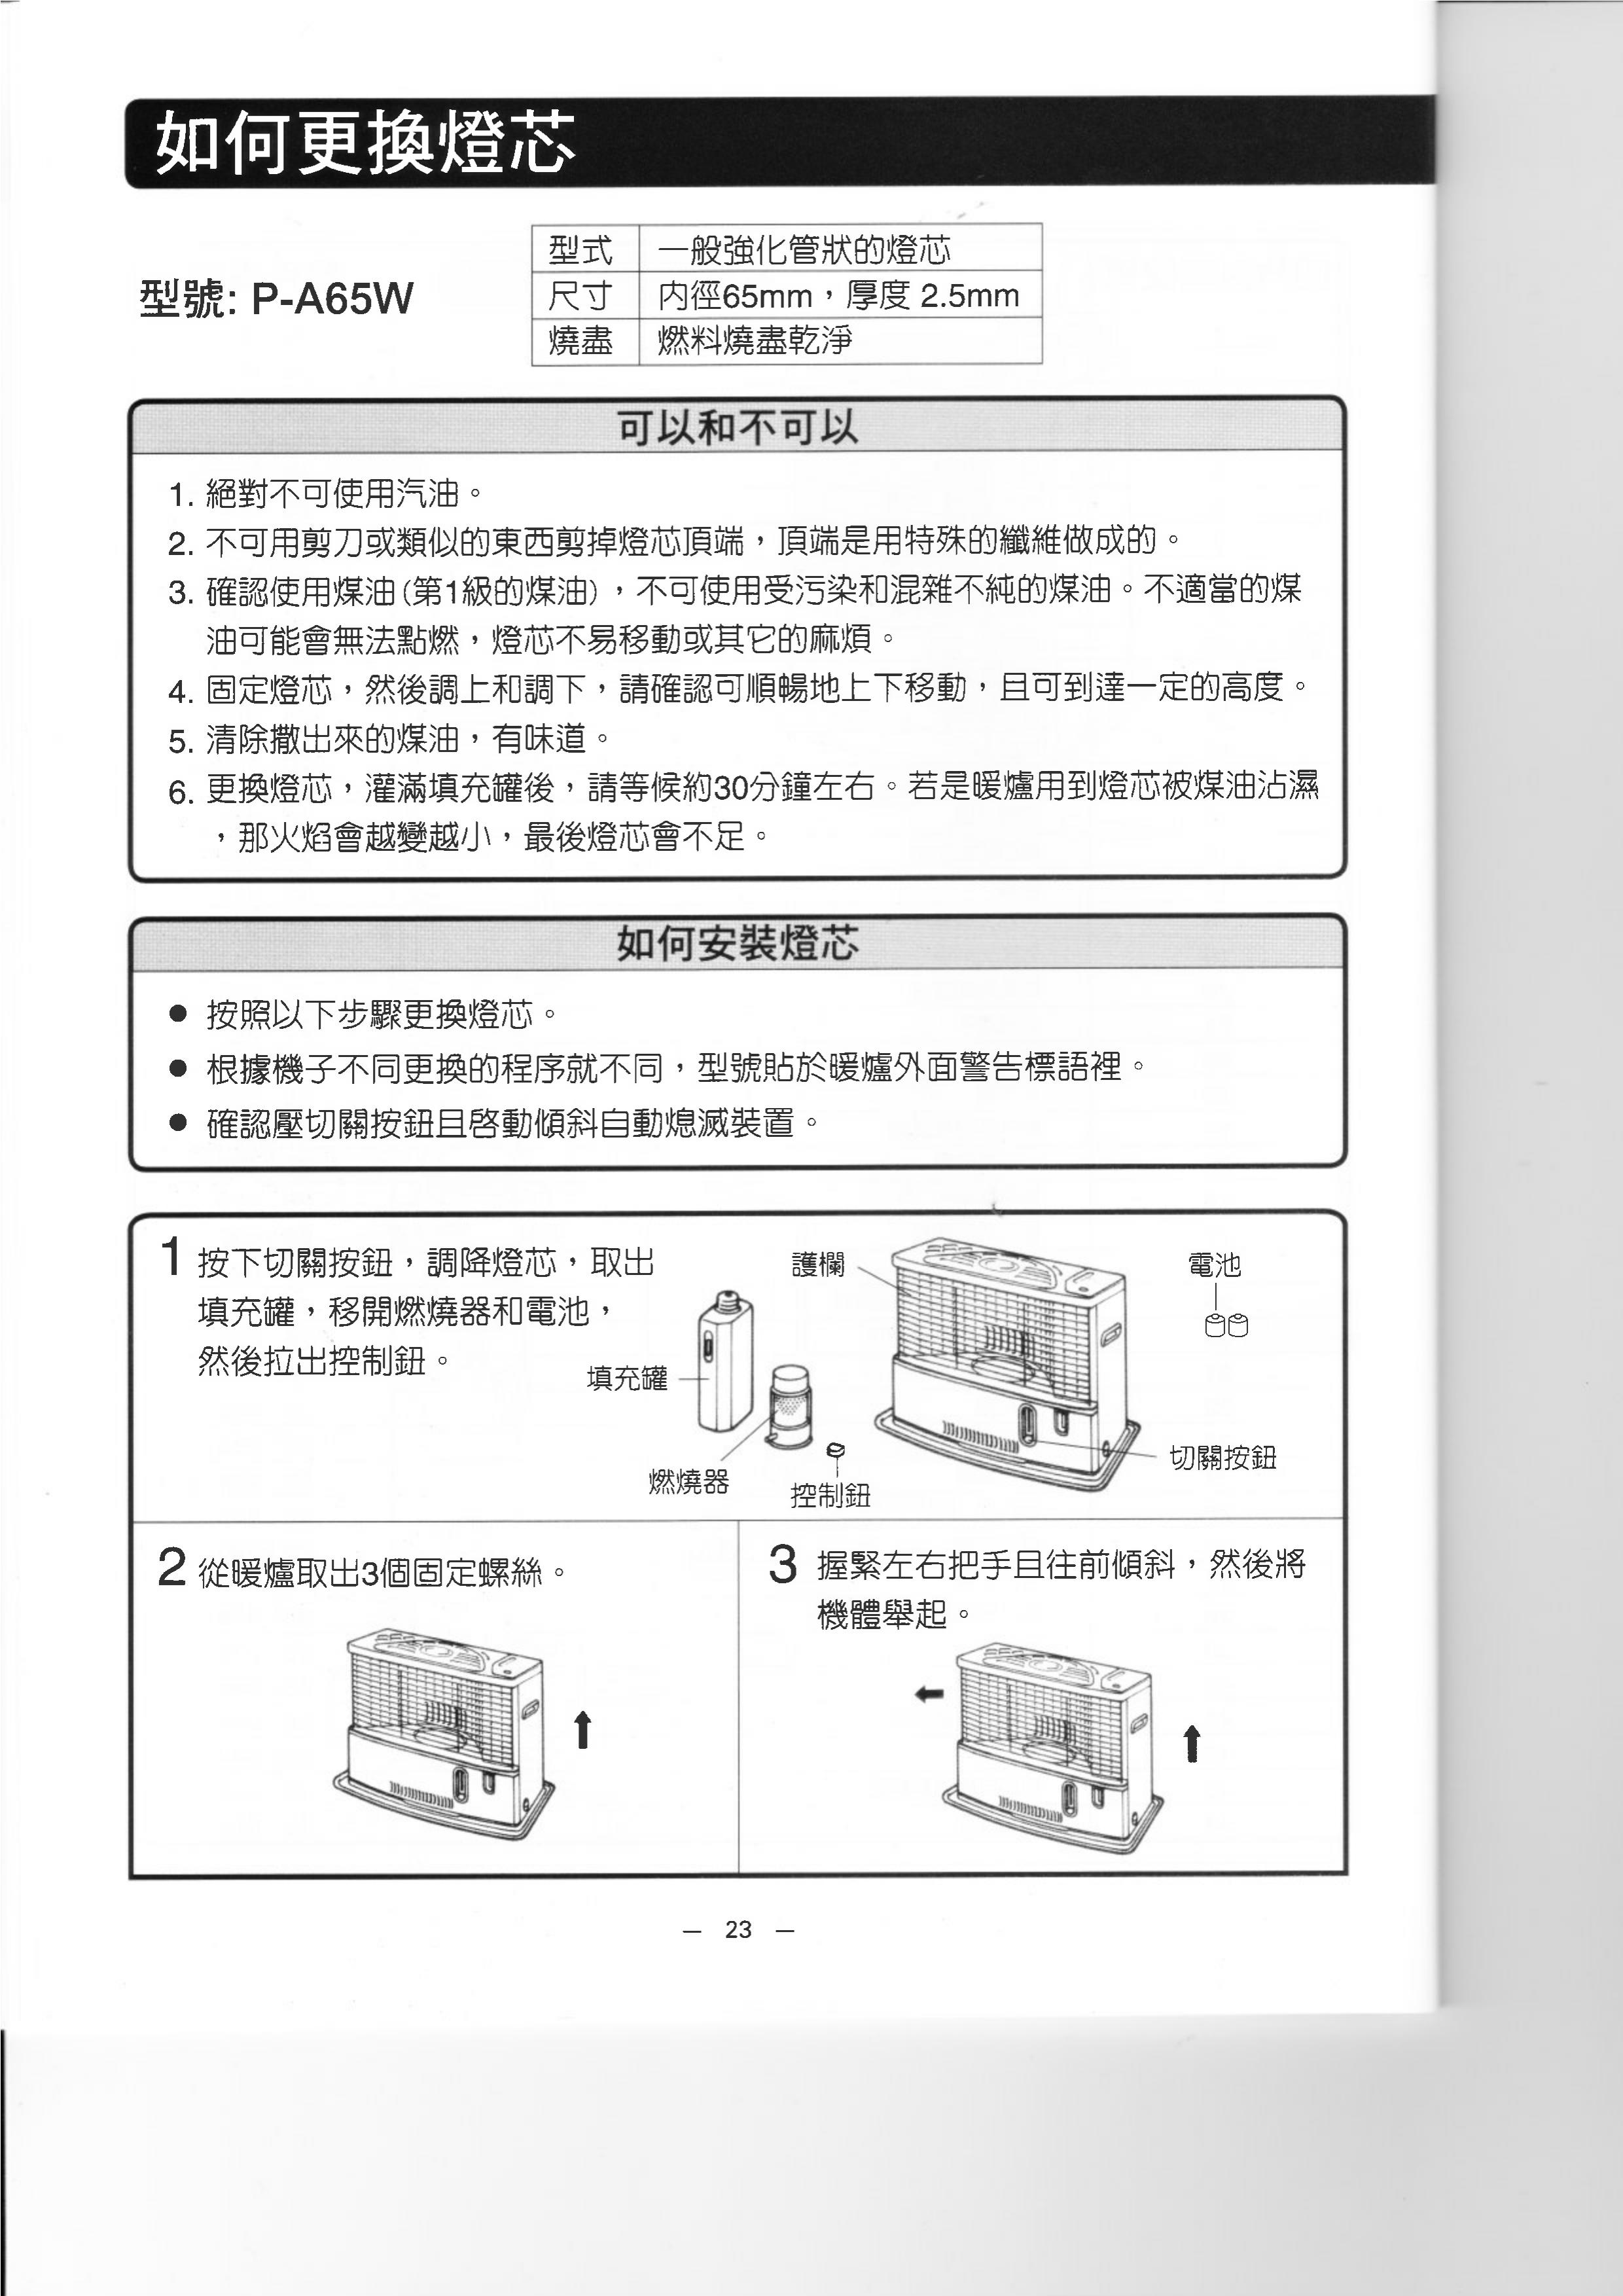 如何更換燈芯
型號: P-A65W
型式 一般強化管狀的燈芯
尺寸 內徑65mm，厚度 2.5mm
燒盡 燃料燒盡乾淨
可以和不可以
1. 絕對不可使用汽油。
2. 不可用剪刀或類似的東西剪掉燈芯頂端，頂端是用特殊的纖維做成的。
3. 確認使用煤油(第1級的煤油)，不可使用受污染和混雜不純的煤油。不適當的煤
油可能會無法點燃，燈芯不易移動或其它的麻煩。
4. 固定燈芯，然後調上和調下，請確認可順暢地上下移動，且可到達一定的高度。
5. 清除撒出來的煤油，有味道。
6. 更換燈芯，灌滿填充罐後，請等候約30分鐘左右。若是暖爐用到燈芯被煤油沾濕
，那火焰會越變越小，最後燈芯會不足。
如何安裝燈芯
● 按照以下步驟更換燈芯。
● 根據機子不同更換的程序就不同，型號貼於暖爐外面警告標語裡。
● 確認壓切關按鈕且啓動傾斜自動熄滅裝置。
1 按下切關按鈕，調降燈芯，取出
填充罐，移開燃燒器和電池，
然後拉出控制鈕。
護欄
電池
填充罐
切關按鈕
燃燒器
控制鈕
2 從暖爐取出3個固定螺絲。
3 握緊左右把手且往前傾斜，然後將
機體舉起。
— 23 —